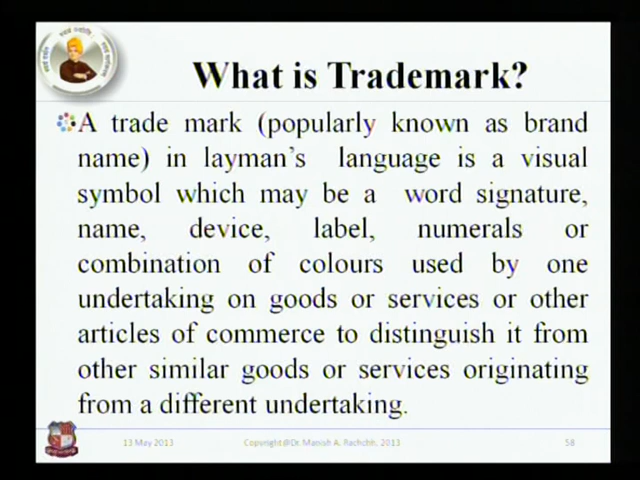 What is Trademark?
A trade mark (popularly known as brand
name) in layman's language is a visual
symbol which may be a word signature,
name, device, label, numerals or
combination of colours used by one
undertaking on goods or services or other
articles of commerce to distinguish it from
other similar goods or services originating
from a different undertaking.
13 May 2013 Copyright@Dr. Manish A. Rachchh, 2013 58